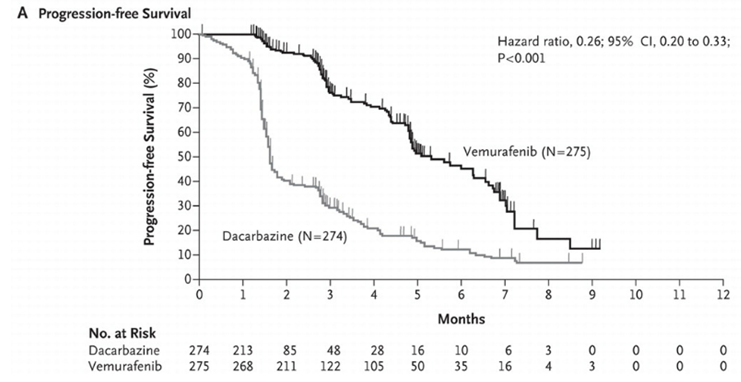 A Progression-free Survival
Hazard ratio, 0.26; 95% CI, 0.20 to 0.33;
P<0.001
Progression-free Survival (%)
100
90
80
70
60
50
40
30
20
10
0
Vemurafenib (N=275)
Dacarbazine (N=274)
0 1 2 3 4 5 6 7 8 9 10 11 12
Months
No. at Risk
Dacarbazine 274 213 85 48 28 16 10 6 3 0 0 0 0
Vemurafenib 275 268 211 122 105 50 35 16 4 3 0 0 0